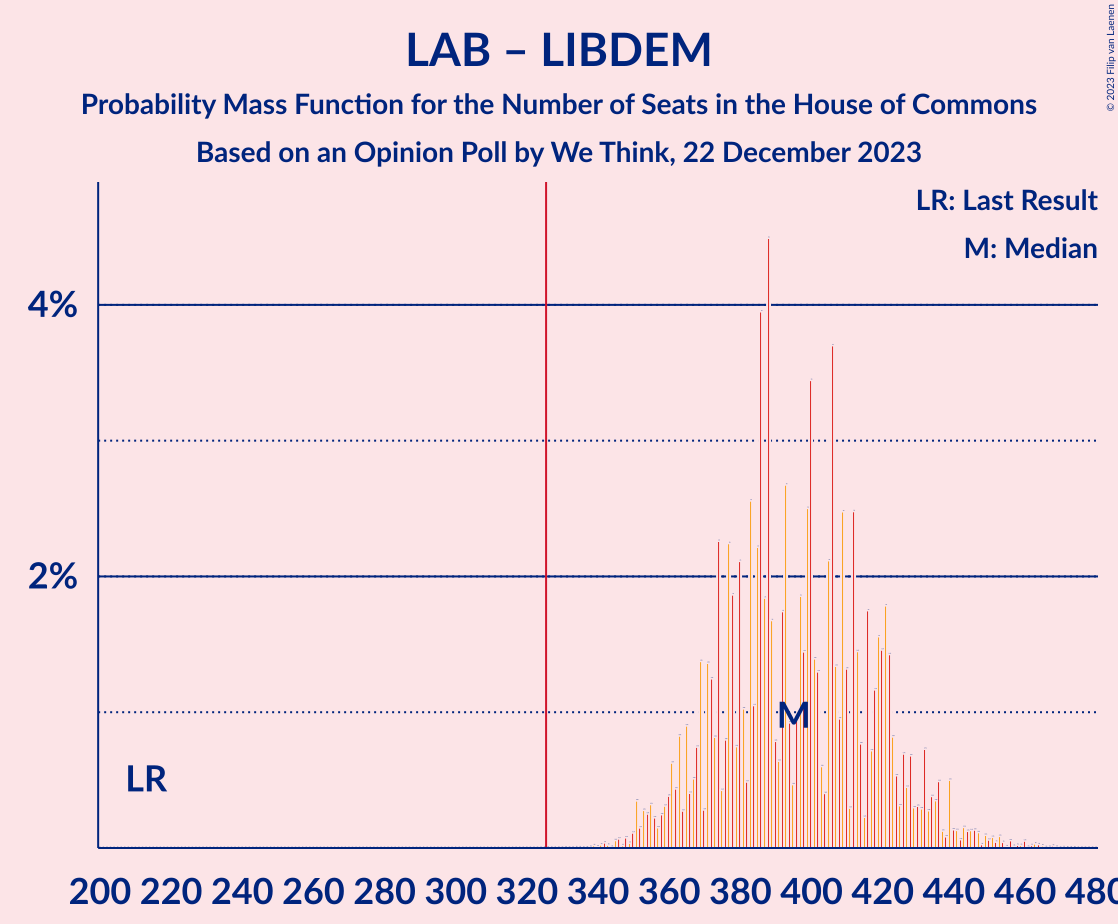 LAB – LIBDEM
Probability Mass Function for the Number of Seats in the House of Commons
Based on an Opinion Poll by We Think, 22 December 2023
© 2023 Filip van Laenen
LR: Last Result
M: Median
4%
2%
M
LR
200 220 240 260 280 300 320 340 360 380 400 420 440 460 480